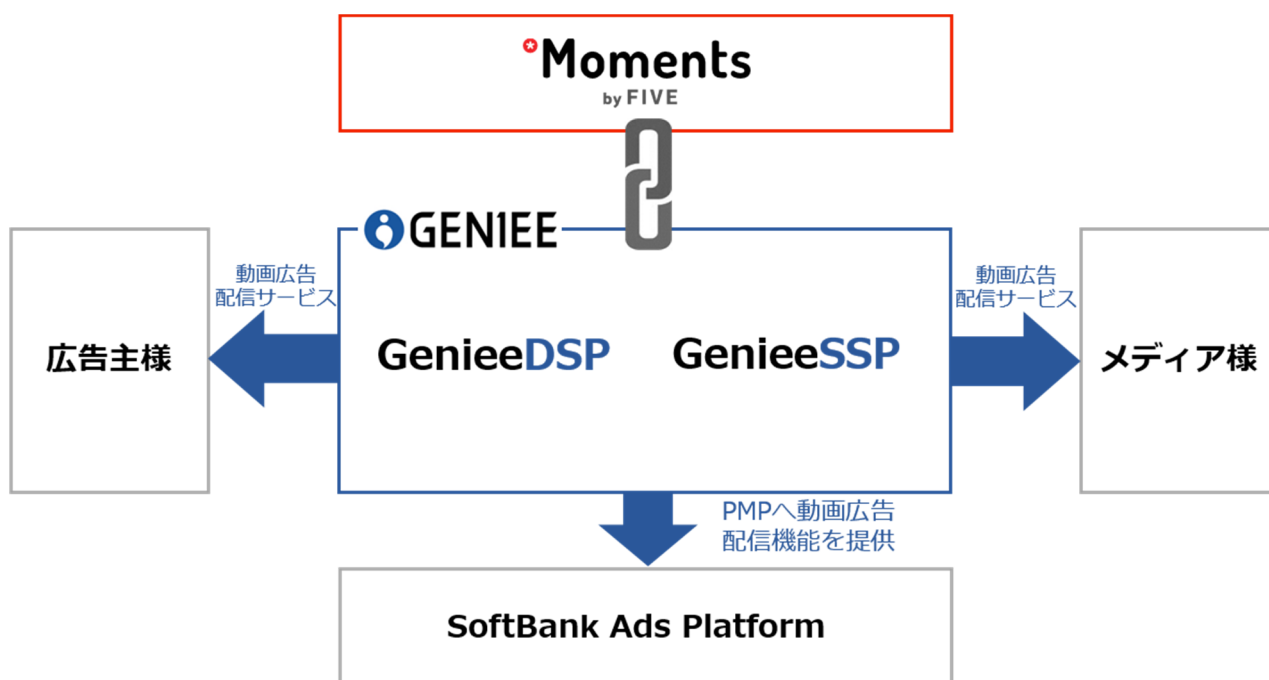 Moments
by FIVE
GENIEE
動画広告
配信サービス
動画広告
配信サービス
広告主様
GenieeDSP
GenieeSSP
メディア様
PMPへ動画広告
配信機能を提供
SoftBank Ads Platform